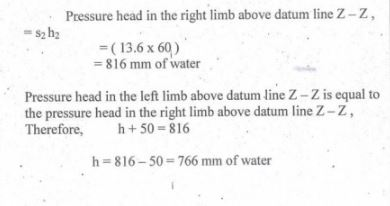 Pressure head in the right limb above datum line Z – Z ,
= s₂ h₂
= ( 13.6 x 60 )
= 816 mm of water
Pressure head in the left limb above datum line Z – Z is equal to
the pressure head in the right limb above datum line Z – Z ,
Therefore, h + 50 = 816
h = 816 – 50 = 766 mm of water